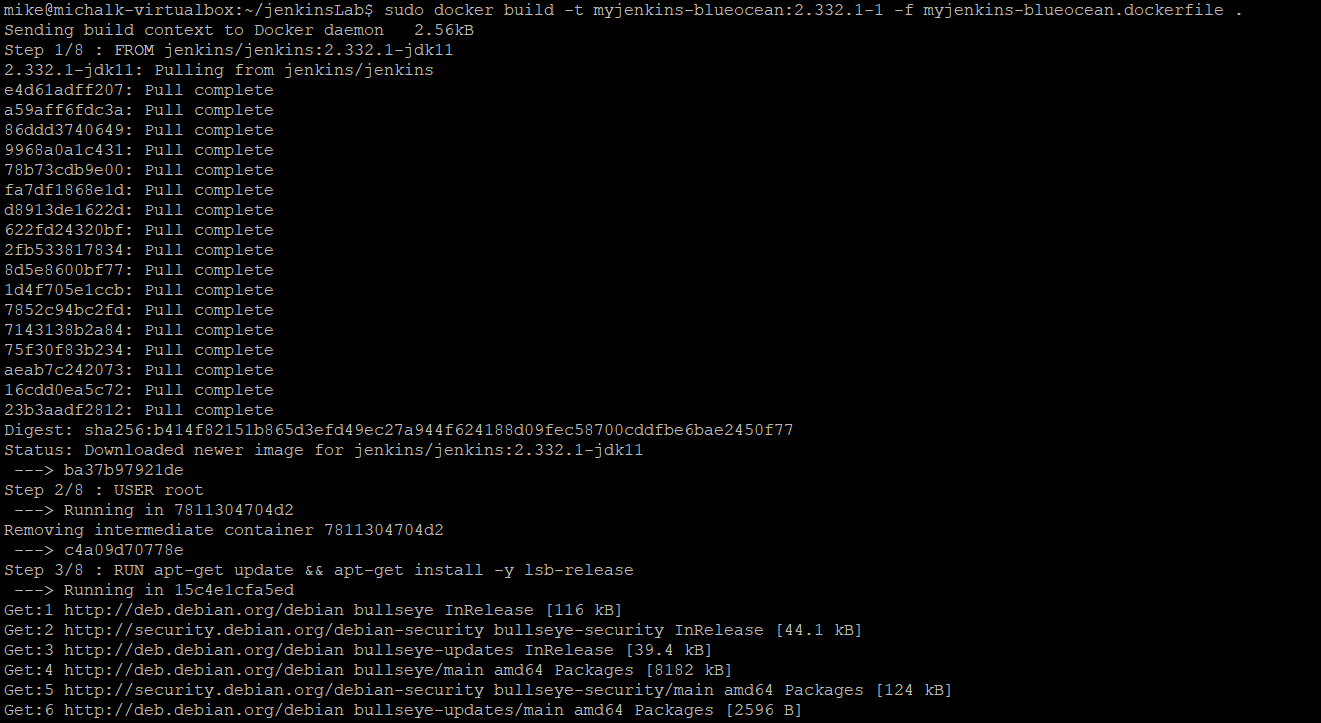 mike@michalk-virtualbox:~/jenkinsLab$ sudo docker build -t myjenkins-blueocean:2.332.1-1 -f myjenkins-blueocean.dockerfile .
Sending build context to Docker daemon   2.56kB
Step 1/8 : FROM jenkins/jenkins:2.332.1-jdk11
2.332.1-jdk11: Pulling from jenkins/jenkins
e4d61adff207: Pull complete
a59aff6fdc3a: Pull complete
86ddd3740649: Pull complete
9968a0a1c431: Pull complete
78b73cdb9e00: Pull complete
fa7df1868e1d: Pull complete
d8913de1622d: Pull complete
622fd24320bf: Pull complete
2fb533817834: Pull complete
8d5e8600bf77: Pull complete
1d4f705e1ccb: Pull complete
7852c94bc2fd: Pull complete
7143138b2a84: Pull complete
75f30f83b234: Pull complete
aeab7c242073: Pull complete
16cdd0ea5c72: Pull complete
23b3aadf2812: Pull complete
Digest: sha256:b414f82151b865d3efd49ec27a944f624188d09fec58700cddfbe6bae2450f77
Status: Downloaded newer image for jenkins/jenkins:2.332.1-jdk11
 ---> ba37b97921de
Step 2/8 : USER root
 ---> Running in 7811304704d2
Removing intermediate container 7811304704d2
 ---> c4a09d70778e
Step 3/8 : RUN apt-get update && apt-get install -y lsb-release
 ---> Running in 15c4e1cfa5ed
Get:1 http://deb.debian.org/debian bullseye InRelease [116 kB]
Get:2 http://security.debian.org/debian-security bullseye-security InRelease [44.1 kB]
Get:3 http://deb.debian.org/debian bullseye-updates InRelease [39.4 kB]
Get:4 http://deb.debian.org/debian bullseye/main amd64 Packages [8182 kB]
Get:5 http://security.debian.org/debian-security bullseye-security/main amd64 Packages [124 kB]
Get:6 http://deb.debian.org/debian bullseye-updates/main amd64 Packages [2596 B]